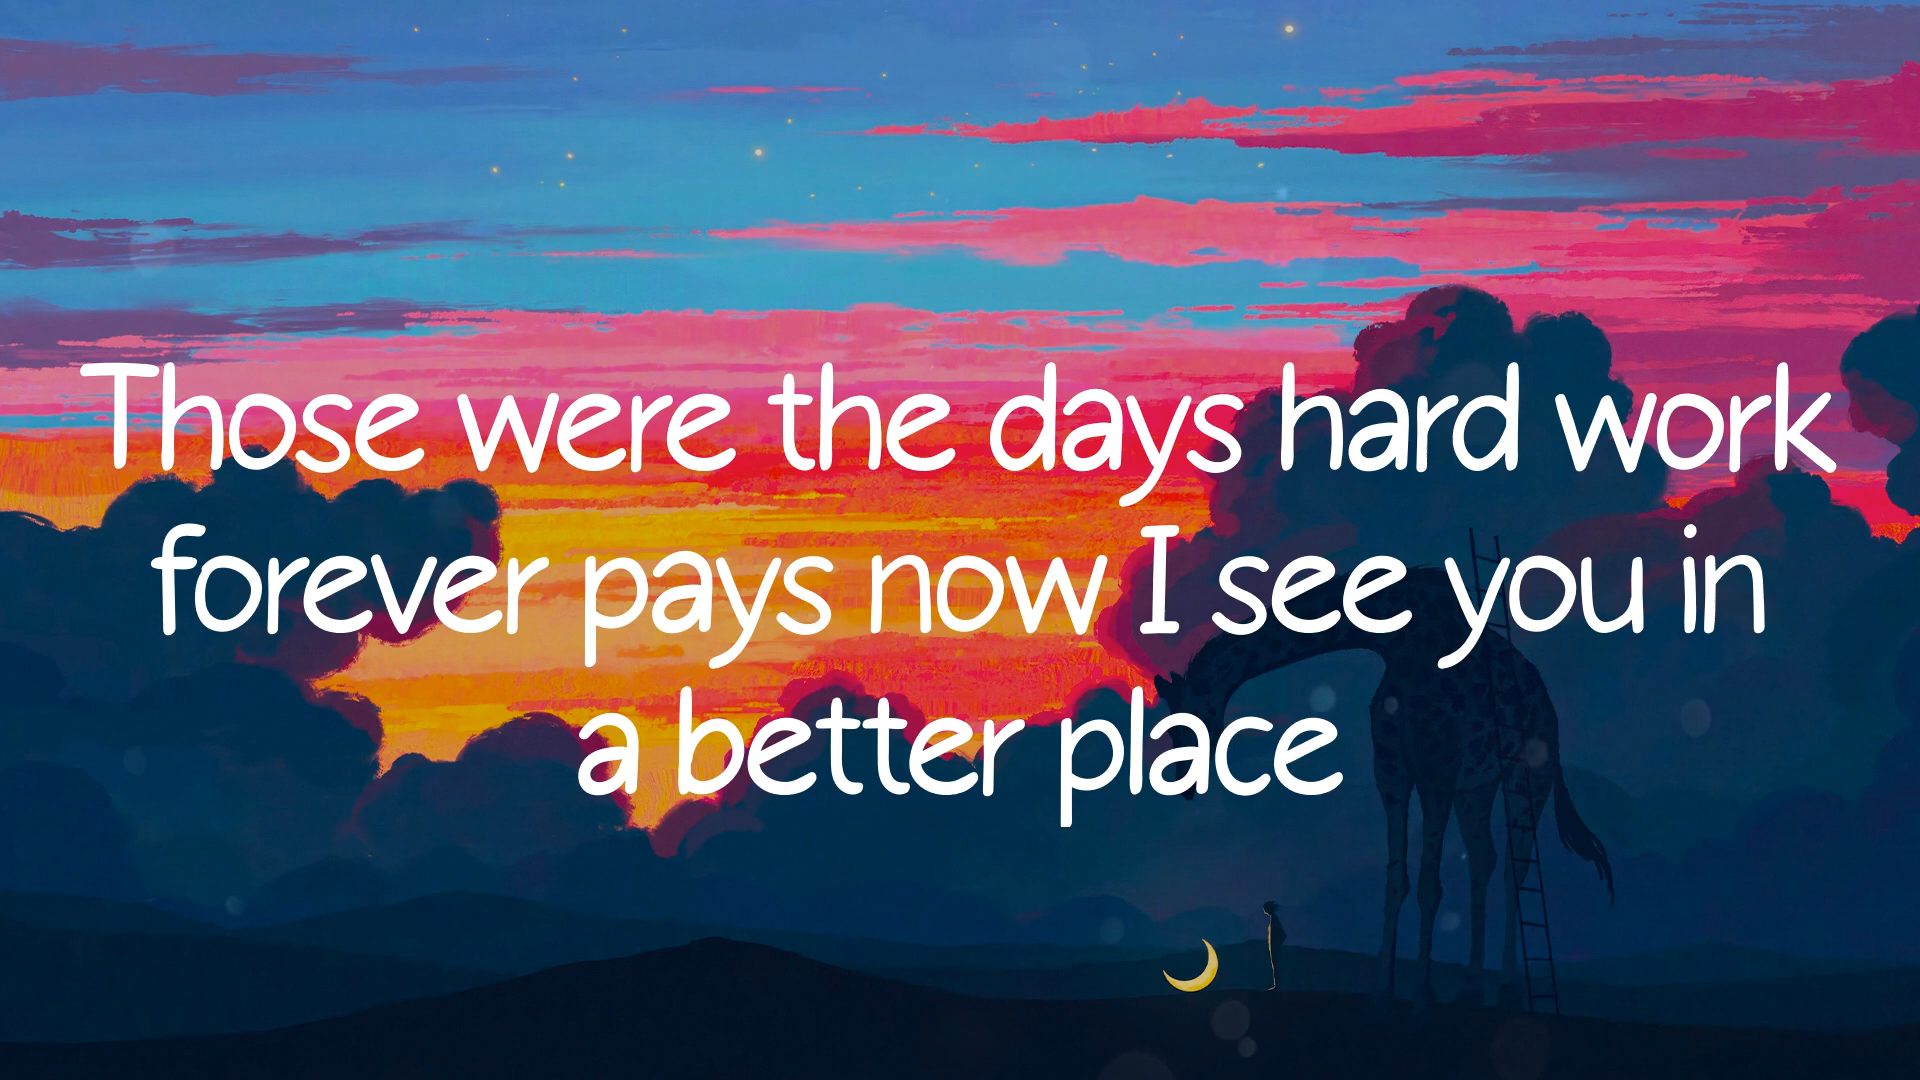 Those were the days hard work
forever pays now I see you in
a better place